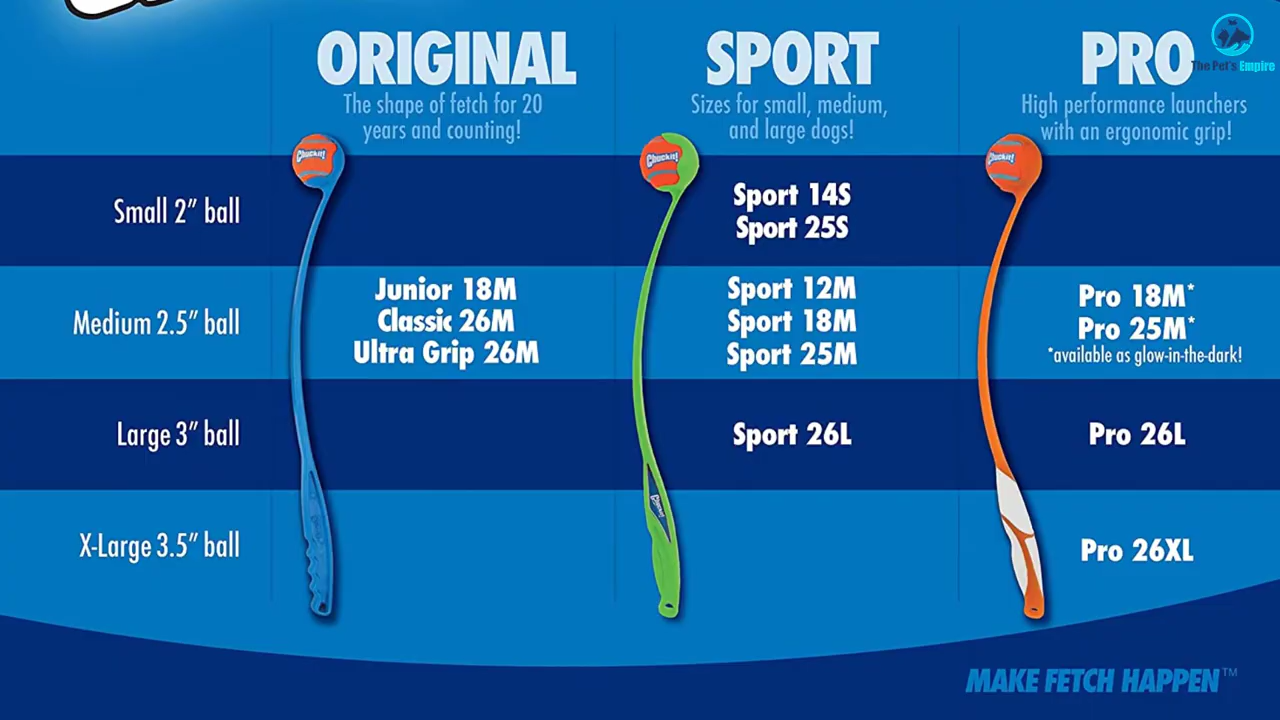 ORIGINAL
The shape of fetch for 20
years and counting!
SPORT
Sizes for small, medium,
and large dogs!
PRO
High performance launchers
with an ergonomic grip!
The Pet's Empire
Chuckit!
Chuckit!
Chuckit!
Small 2" ball
Sport 14S
Sport 25S
Medium 2.5" ball
Junior 18M
Classic 26M
Ultra Grip 26M
Sport 12M
Sport 18M
Sport 25M
Pro 18M*
Pro 25M*
*available as glow-in-the-dark!
Large 3" ball
Sport 26L
Pro 26L
Chuckit!
X-Large 3.5" ball
Pro 26XL
MAKE FETCH HAPPEN™